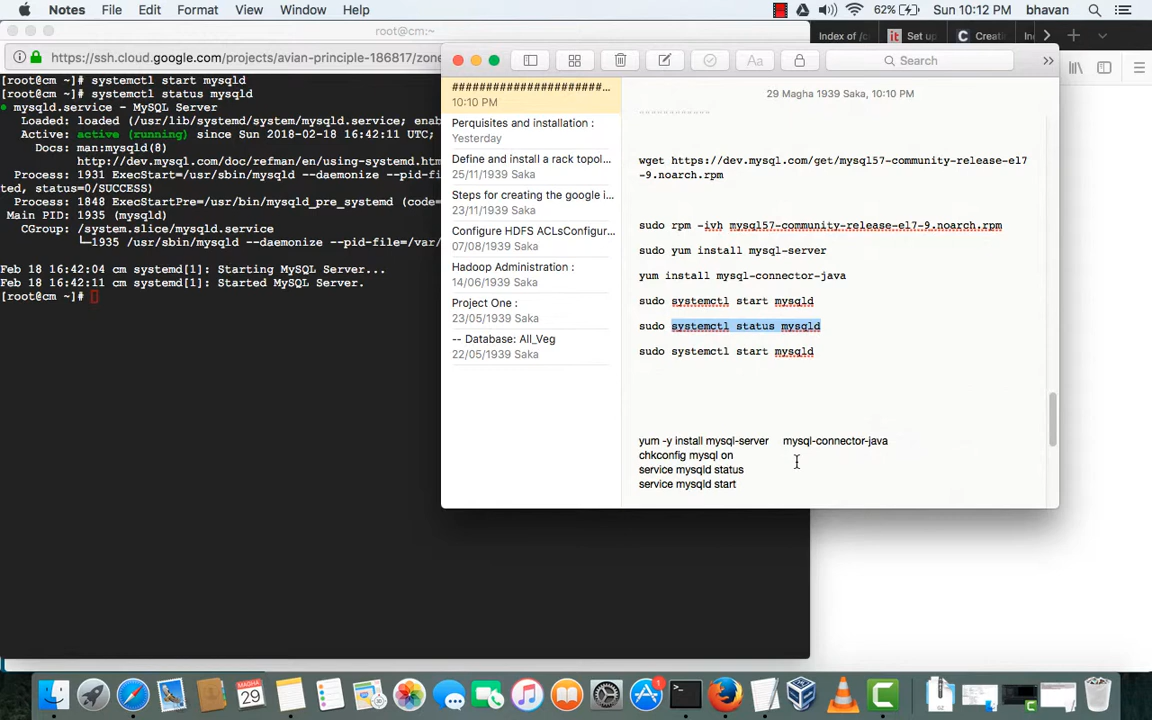 Notes File Edit Format View Window Help
62% Sun 10:12 PM bhavan
root@cm:~
Index of /c
Set up
Creati
In
https://ssh.cloud.google.com/projects/avian-principle-186817/zone
[root@cm ~]# systemctl start mysqld
[root@cm ~]# systemctl status mysqld
● mysqld.service - MySQL Server
Loaded: loaded (/usr/lib/systemd/system/mysqld.service; enab
Active: active (running) since Sun 2018-02-18 16:42:11 UTC;
Docs: man:mysqld(8)
http://dev.mysql.com/doc/refman/en/using-systemd.htm
Process: 1931 ExecStart=/usr/sbin/mysqld --daemonize --pid-fi
ted, status=0/SUCCESS)
Process: 1848 ExecStartPre=/usr/bin/mysqld_pre_systemd (code=
Main PID: 1935 (mysqld)
CGroup: /system.slice/mysqld.service
└─1935 /usr/sbin/mysqld --daemonize --pid-file=/var/
Feb 18 16:42:04 cm systemd[1]: Starting MySQL Server...
Feb 18 16:42:11 cm systemd[1]: Started MySQL Server.
[root@cm ~]#
Aa
Search
######################...
10:10 PM
Perquisites and installation :
Yesterday
Define and install a rack topol...
25/11/1939 Saka
Steps for creating the google i...
23/11/1939 Saka
Configure HDFS ACLsConfigur...
07/08/1939 Saka
Hadoop Administration :
14/06/1939 Saka
Project One :
23/05/1939 Saka
-- Database: All_Veg
22/05/1939 Saka
29 Magha 1939 Saka, 10:10 PM
wget https://dev.mysql.com/get/mysql57-community-release-el7
-9.noarch.rpm
sudo rpm -ivh mysql57-community-release-el7-9.noarch.rpm
sudo yum install mysql-server
yum install mysql-connector-java
sudo systemctl start mysqld
sudo systemctl status mysqld
sudo systemctl start mysqld
yum -y install mysql-server mysql-connector-java
chkconfig mysql on
service mysqld status
service mysqld start
29
1